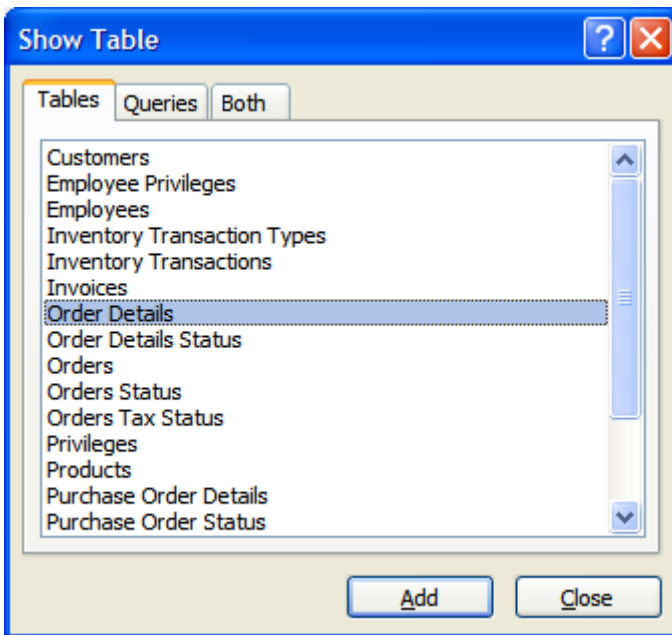 Show Table
Tables Queries Both
Customers
Employee Privileges
Employees
Inventory Transaction Types
Inventory Transactions
Invoices
Order Details
Order Details Status
Orders
Orders Status
Orders Tax Status
Privileges
Products
Purchase Order Details
Purchase Order Status
Add Close